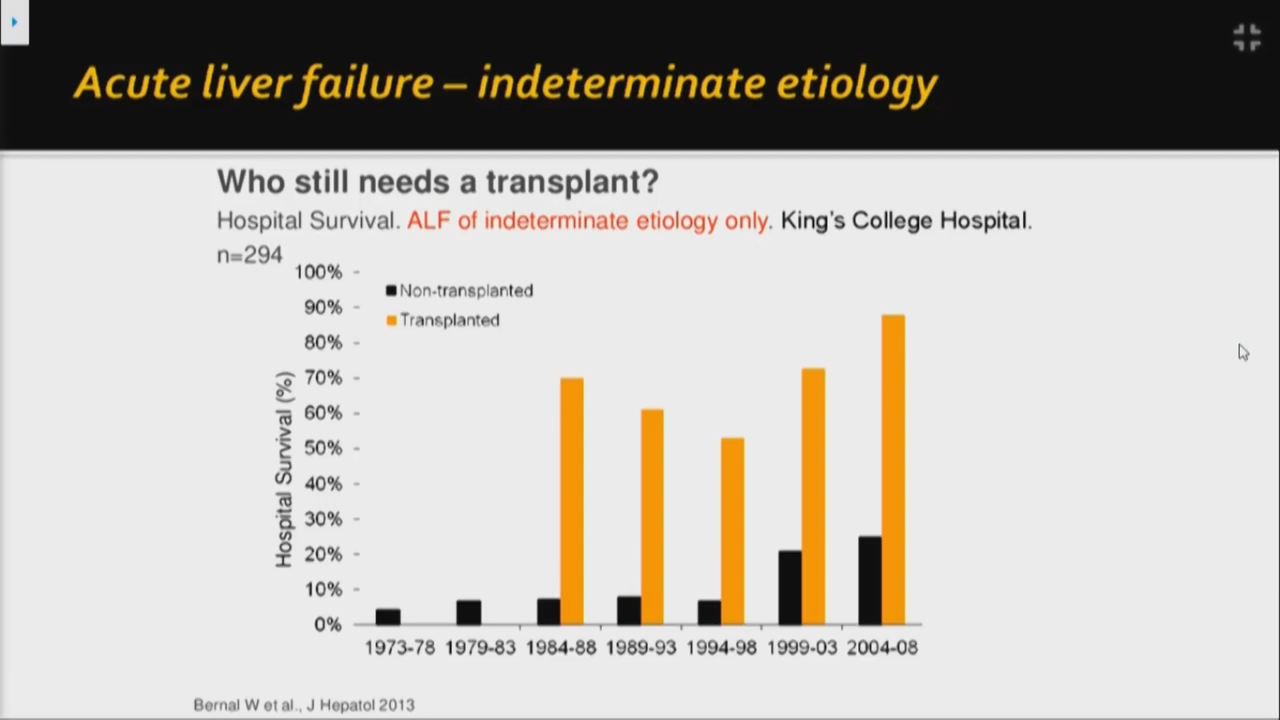 Acute liver failure – indeterminate etiology
Who still needs a transplant?
Hospital Survival. ALF of indeterminate etiology only. King's College Hospital.
n=294
100%
90%
80%
70%
60%
50%
40%
30%
20%
10%
0%
Hospital Survival (%)
Non-transplanted
Transplanted
1973-78 1979-83 1984-88 1989-93 1994-98 1999-03 2004-08
Bernal W et al., J Hepatol 2013